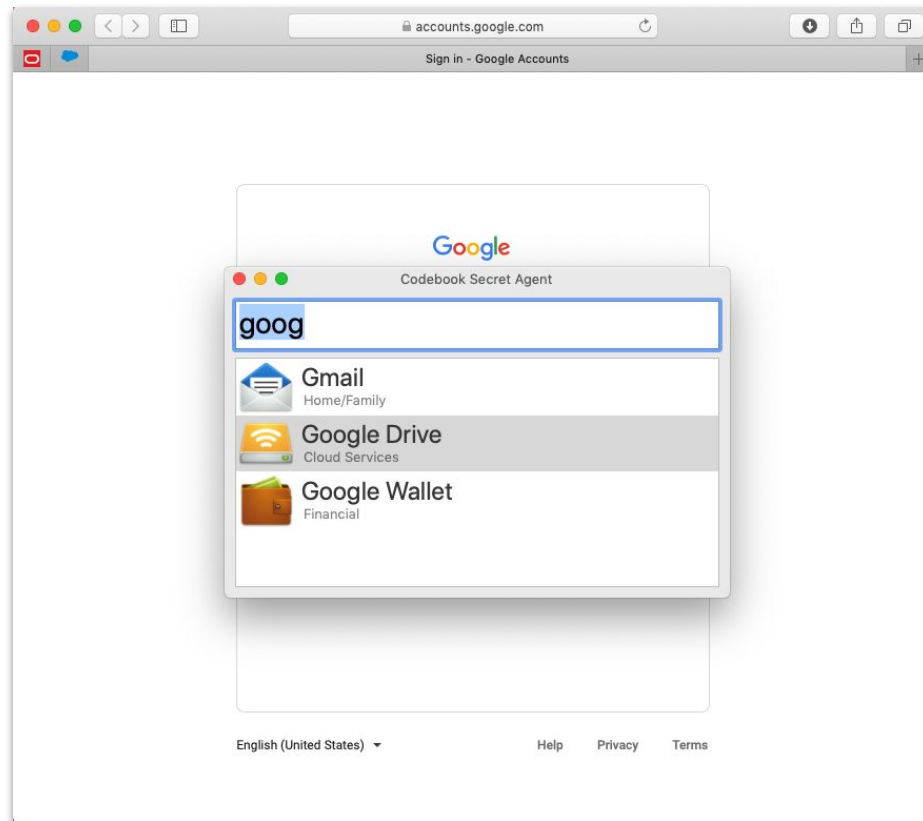 accounts.google.com
Sign in - Google Accounts
Google
Codebook Secret Agent
goog
Gmail
Home/Family
Google Drive
Cloud Services
Google Wallet
Financial
English (United States)
Help Privacy Terms